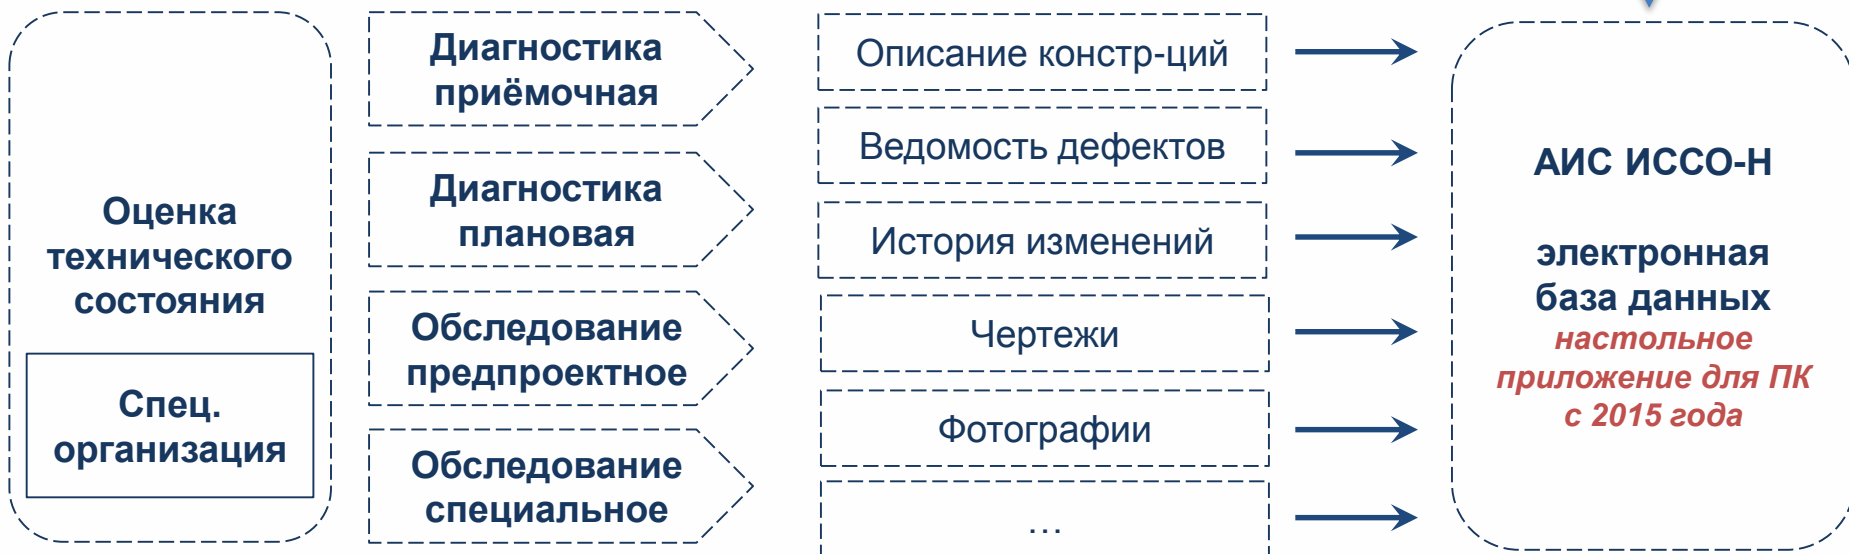 Оценка
технического
состояния
Спец.
организация
Диагностика
приёмочная
Диагностика
плановая
Обследование
предпроектное
Обследование
специальное
Описание констр-ций
Ведомость дефектов
История изменений
Чертежи
Фотографии
...
АИС ИССО-Н
электронная
база данных
настольное
приложение для ПК
с 2015 года